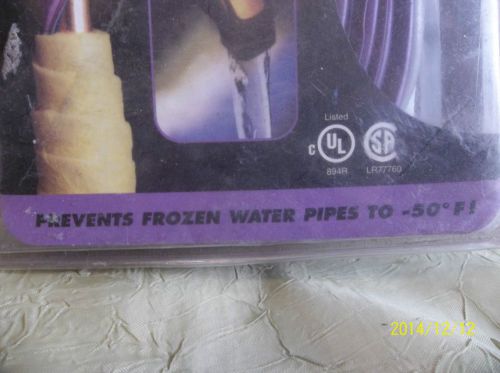 Listed
C UL SP
894R LR77760
PREVENTS FROZEN WATER PIPES TO -50° F!
2014/12/12